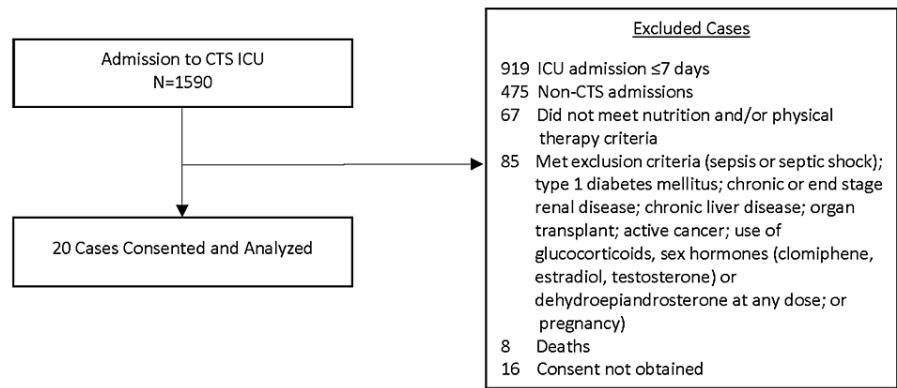 Admission to CTS ICU
N=1590
20 Cases Consented and Analyzed
Excluded Cases
919 ICU admission ≤7 days
475 Non-CTS admissions
67 Did not meet nutrition and/or physical
therapy criteria
85 Met exclusion criteria (sepsis or septic shock);
type 1 diabetes mellitus; chronic or end stage
renal disease; chronic liver disease; organ
transplant; active cancer; use of
glucocorticoids, sex hormones (clomiphene,
estradiol, testosterone) or
dehydroepiandrosterone at any dose; or
pregnancy)
8 Deaths
16 Consent not obtained